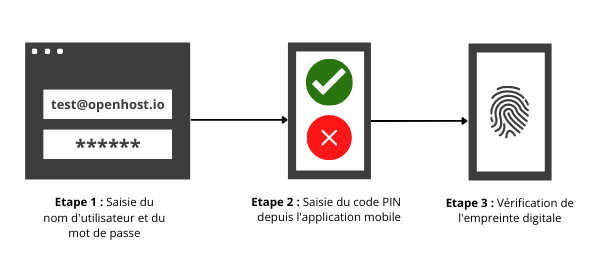 test@openhost.io
******
Etape 1 : Saisie du
nom d'utilisateur et du
mot de passe
Etape 2 : Saisie du code PIN
depuis l'application mobile
Etape 3 : Vérification de
l'empreinte digitale